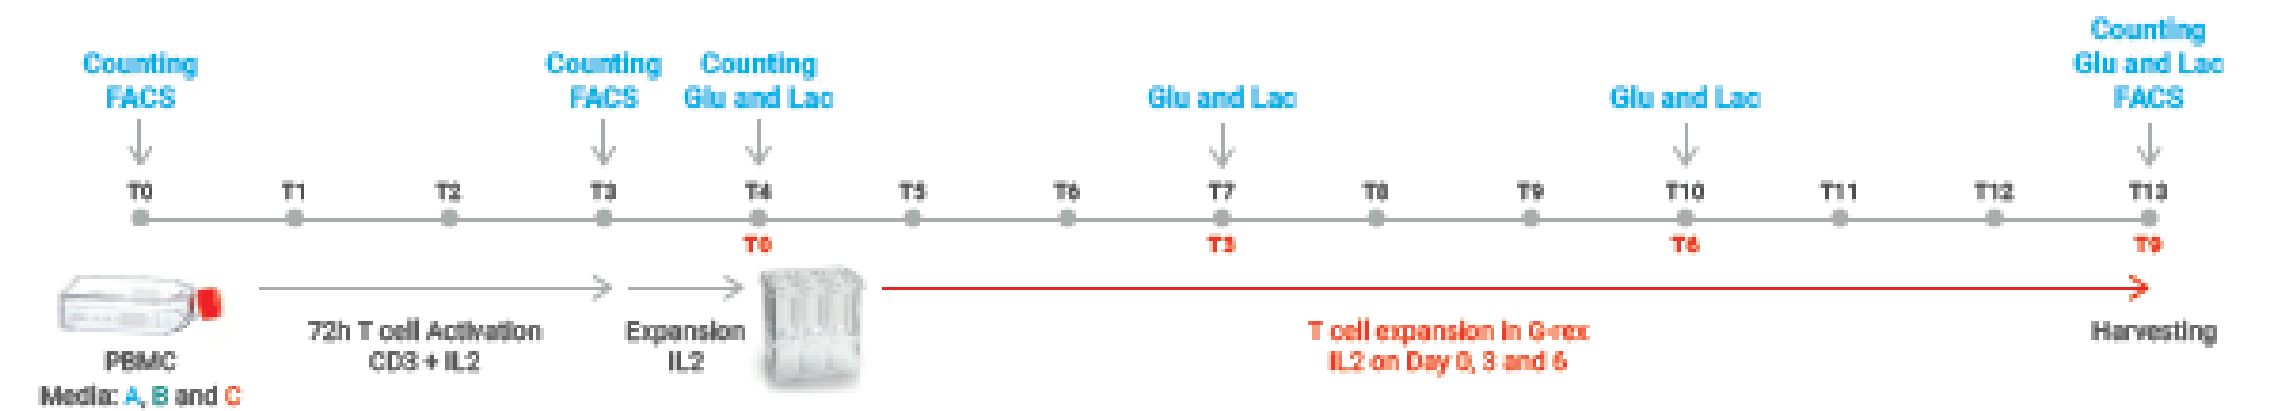 Counting
Glu and Lac
FACS
Counting
FACS
Counting
FACS
Counting
Glu and Lac
Glu and Lac
Glu and Lac
T0 T1 T2 T3 T4 T5 T6 T7 T8 T9 T10 T11 T12 T13
T0 T3 T6 T9
72h T cell Activation
CD3 + IL2
Expansion
IL2
T cell expansion in G-rex
IL2 on Day 0, 3 and 6
Harvesting
PBMC
Media: A, B and C